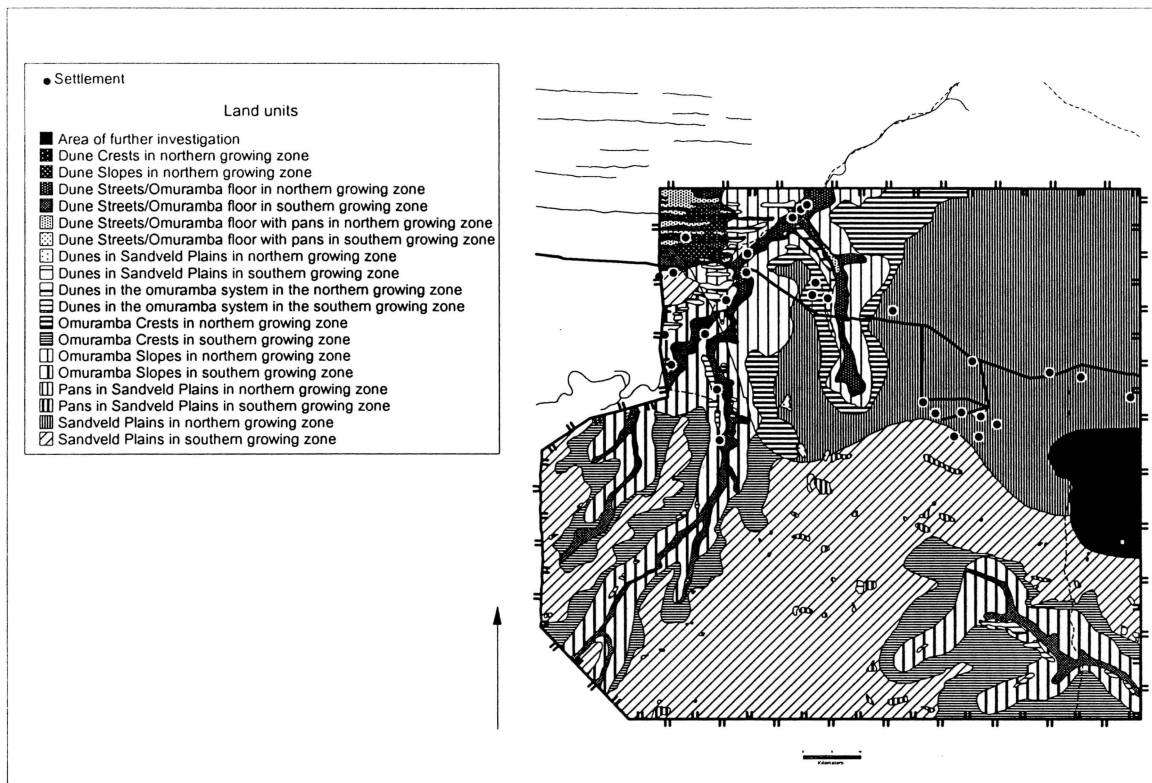 Settlement
Land units
Area of further investigation
Dune Crests in northern growing zone
Dune Slopes in northern growing zone
Dune Streets/Omuramba floor in northern growing zone
Dune Streets/Omuramba floor in southern growing zone
Dune Streets/Omuramba floor with pans in northern growing zone
Dune Streets/Omuramba floor with pans in southern growing zone
Dunes in Sandveld Plains in northern growing zone
Dunes in Sandveld Plains in southern growing zone
Dunes in the omuramba system in the northern growing zone
Dunes in the omuramba system in the southern growing zone
Omuramba Crests in northern growing zone
Omuramba Crests in southern growing zone
Omuramba Slopes in northern growing zone
Omuramba Slopes in southern growing zone
Pans in Sandveld Plains in northern growing zone
Pans in Sandveld Plains in southern growing zone
Sandveld Plains in northern growing zone
Sandveld Plains in southern growing zone
Kilometers